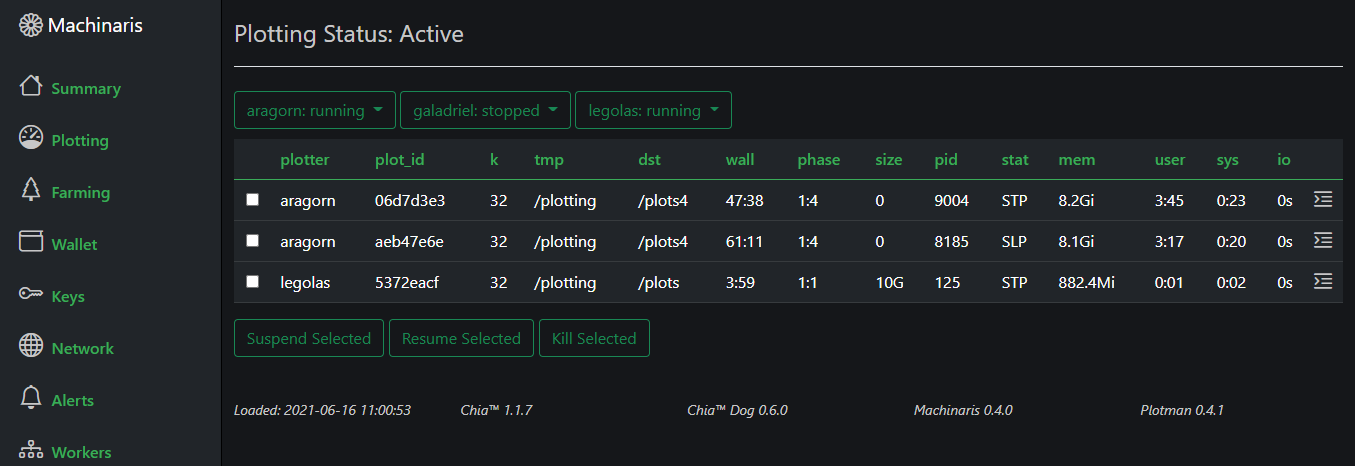 Machinaris
Summary
Plotting
Farming
Wallet
Keys
Network
Alerts
Workers
Plotting Status: Active
aragorn: running galadriel: stopped legolas: running
plotter plot_id k tmp dst wall phase size pid stat mem user sys io
aragorn 06d7d3e3 32 /plotting /plots4 47:38 1:4 0 9004 STP 8.2Gi 3:45 0:23 0s
aragorn aeb47e6e 32 /plotting /plots4 61:11 1:4 0 8185 SLP 8.1Gi 3:17 0:20 0s
legolas 5372eacf 32 /plotting /plots 3:59 1:1 10G 125 STP 882.4Mi 0:01 0:02 0s
Suspend Selected Resume Selected Kill Selected
Loaded: 2021-06-16 11:00:53 Chia™ 1.1.7 Chia™ Dog 0.6.0 Machinaris 0.4.0 Plotman 0.4.1